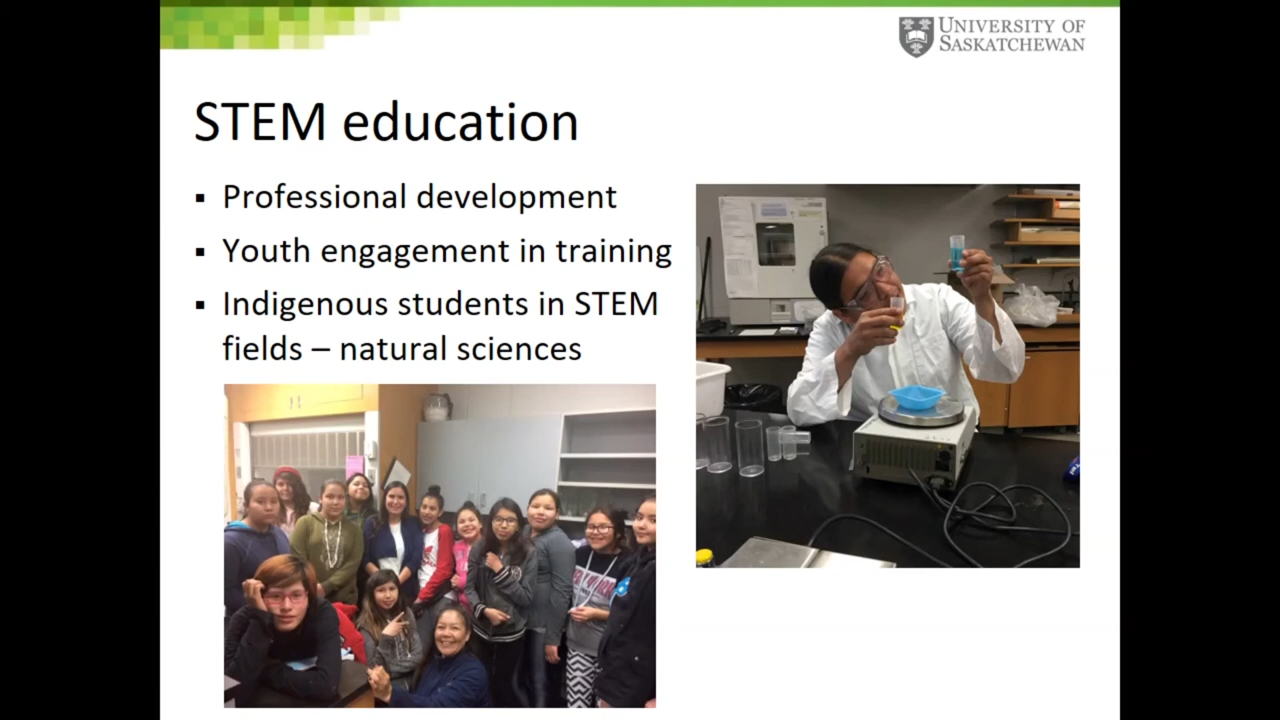 UNIVERSITY OF
SASKATCHEWAN
STEM education
▪ Professional development
▪ Youth engagement in training
▪ Indigenous students in STEM
fields – natural sciences